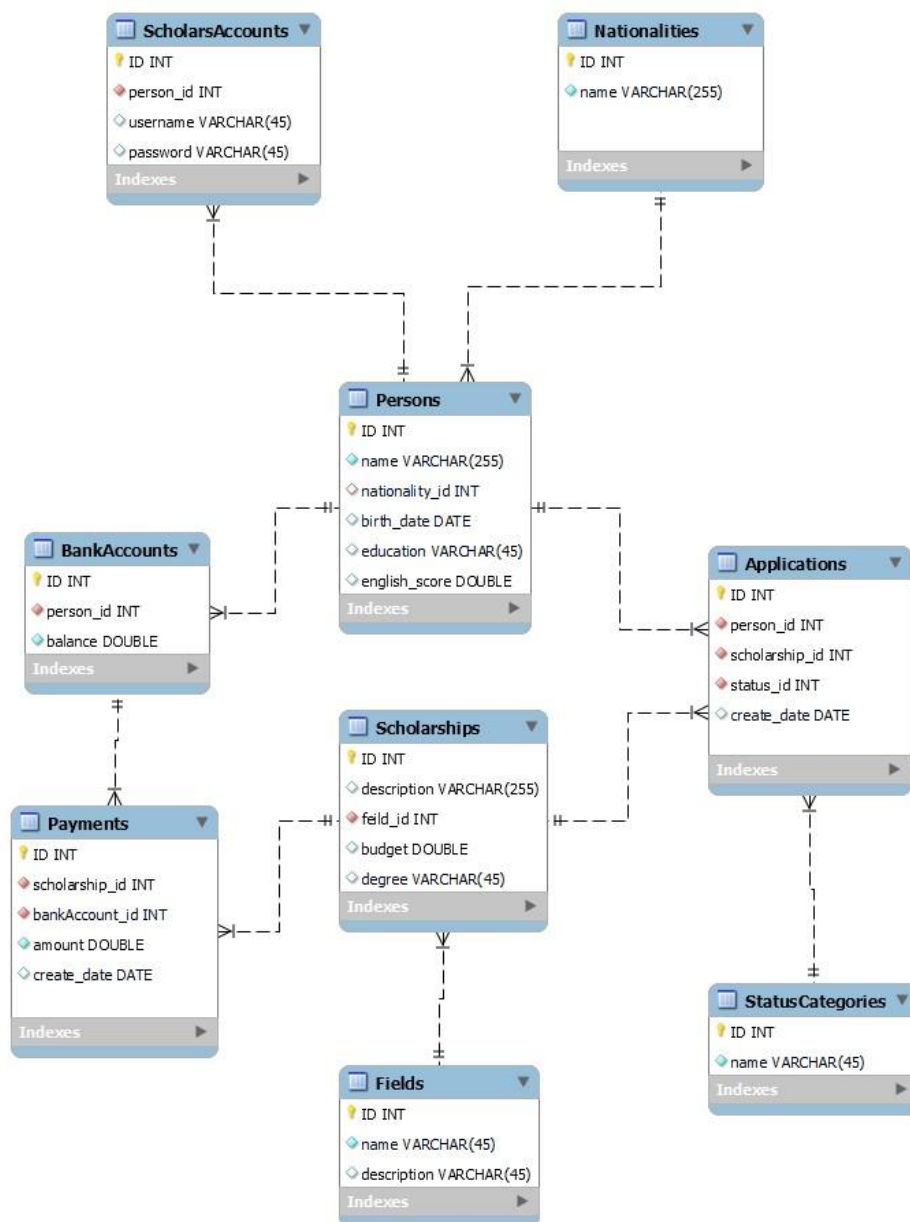 ScholarsAccounts
ID INT
person_id INT
username VARCHAR(45)
password VARCHAR(45)
Indexes
Nationalities
ID INT
name VARCHAR(255)
Indexes
Persons
ID INT
name VARCHAR(255)
nationality_id INT
birth_date DATE
education VARCHAR(45)
english_score DOUBLE
Indexes
BankAccounts
ID INT
person_id INT
balance DOUBLE
Indexes
Applications
ID INT
person_id INT
scholarship_id INT
status_id INT
create_date DATE
Indexes
Scholarships
ID INT
description VARCHAR(255)
feild_id INT
budget DOUBLE
degree VARCHAR(45)
Indexes
Payments
ID INT
scholarship_id INT
bankAccount_id INT
amount DOUBLE
create_date DATE
Indexes
StatusCategories
ID INT
name VARCHAR(45)
Indexes
Fields
ID INT
name VARCHAR(45)
description VARCHAR(45)
Indexes